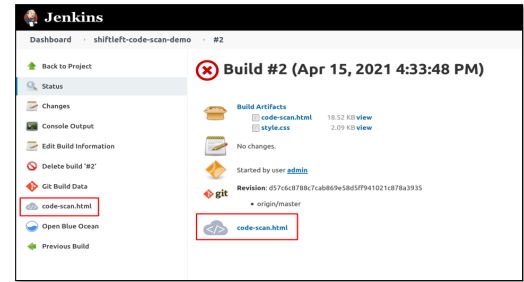 Jenkins
Dashboard shiftleft-code-scan-demo #2
Back to Project
Status
Changes
Console Output
Edit Build Information
Delete build '#2'
Git Build Data
code-scan.html
Open Blue Ocean
Previous Build
Build #2 (Apr 15, 2021 4:33:48 PM)
Build Artifacts
code-scan.html 18.52 KB view
style.css 2.09 KB view
No changes.
Started by user admin
git Revision: d57c6c8788c7cab869e58d5ff941021c878a3935
• origin/master
code-scan.html